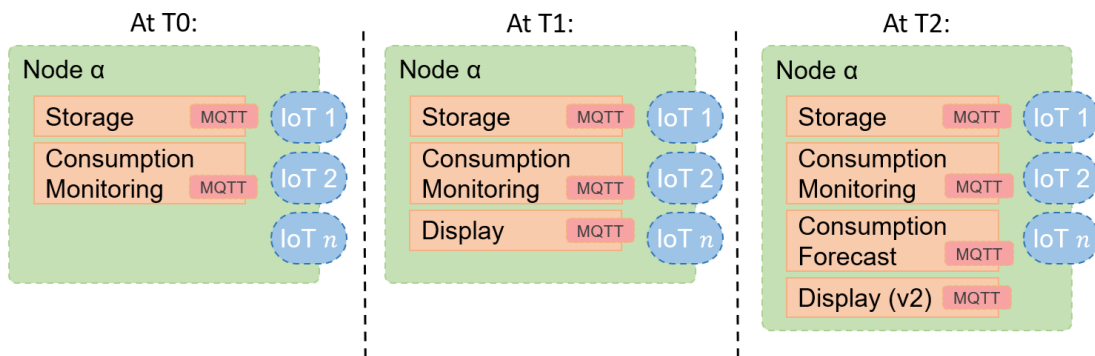 At T0:
Node α
Storage
MQTT
IoT 1
Consumption
Monitoring
MQTT
IoT 2
IoT n
At T1:
Node α
Storage
MQTT
IoT 1
Consumption
Monitoring
MQTT
IoT 2
Display
MQTT
IoT n
At T2:
Node α
Storage
MQTT
IoT 1
Consumption
Monitoring
MQTT
IoT 2
Consumption
Forecast
MQTT
IoT n
Display (v2)
MQTT